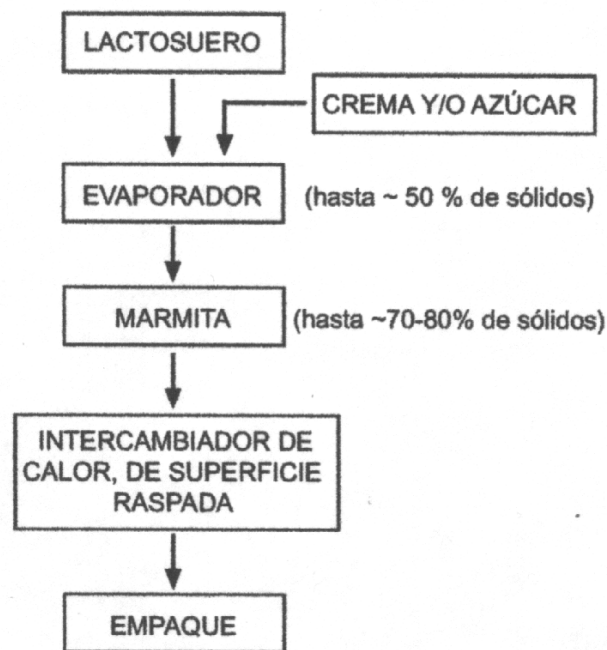 LACTOSUERO
CREMA Y/O AZÚCAR
EVAPORADOR
(hasta ~ 50 % de sólidos)
MARMITA
(hasta ~70-80% de sólidos)
INTERCAMBIADOR DE
CALOR, DE SUPERFICIE
RASPADA
EMPAQUE